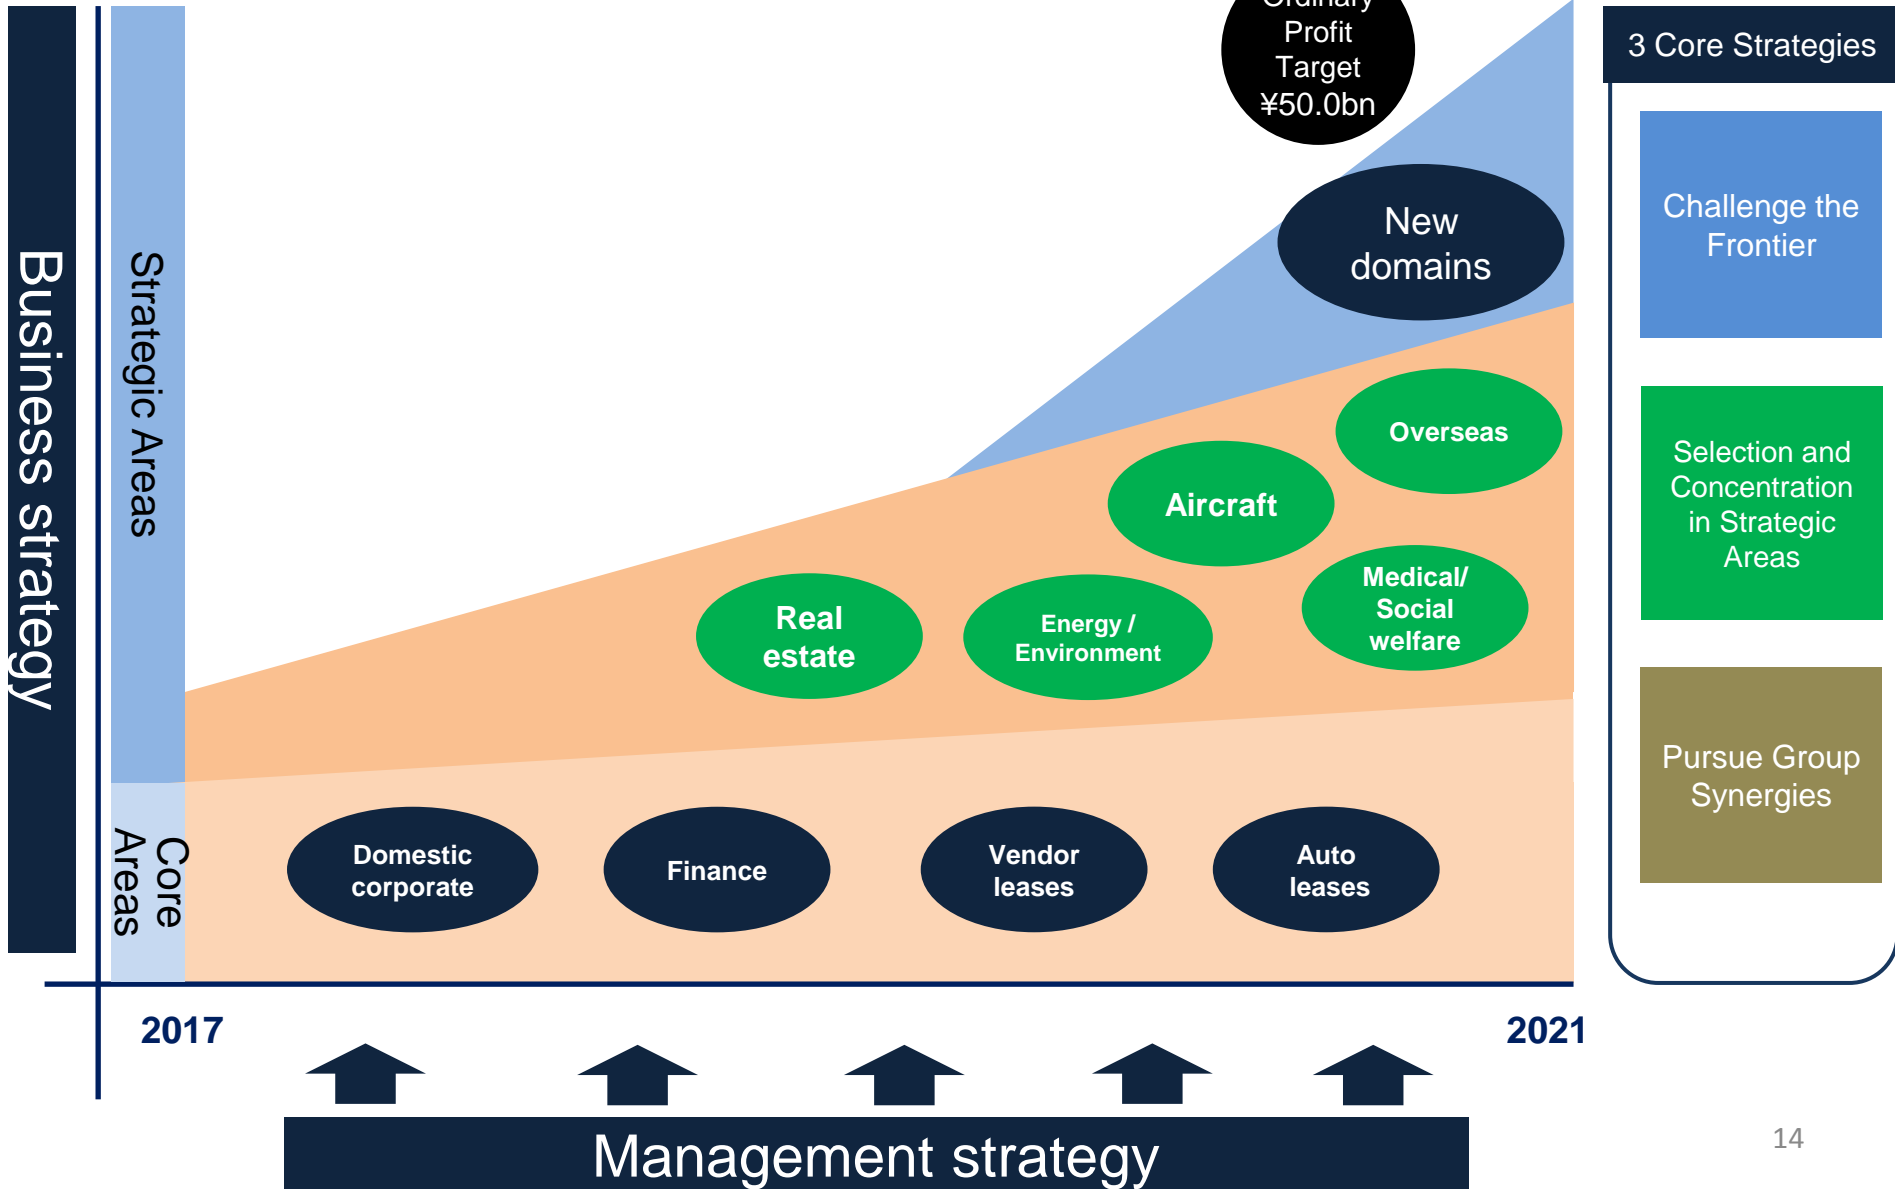 Ordinary
Profit
Target
¥50.0bn
3 Core Strategies
Challenge the
Frontier
Selection and
Concentration
in Strategic
Areas
Pursue Group
Synergies
Business strategy
Strategic Areas
Core
Areas
New
domains
Overseas
Aircraft
Medical/
Social
welfare
Real
estate
Energy /
Environment
Domestic
corporate
Finance
Vendor
leases
Auto
leases
2017
2021
Management strategy
14